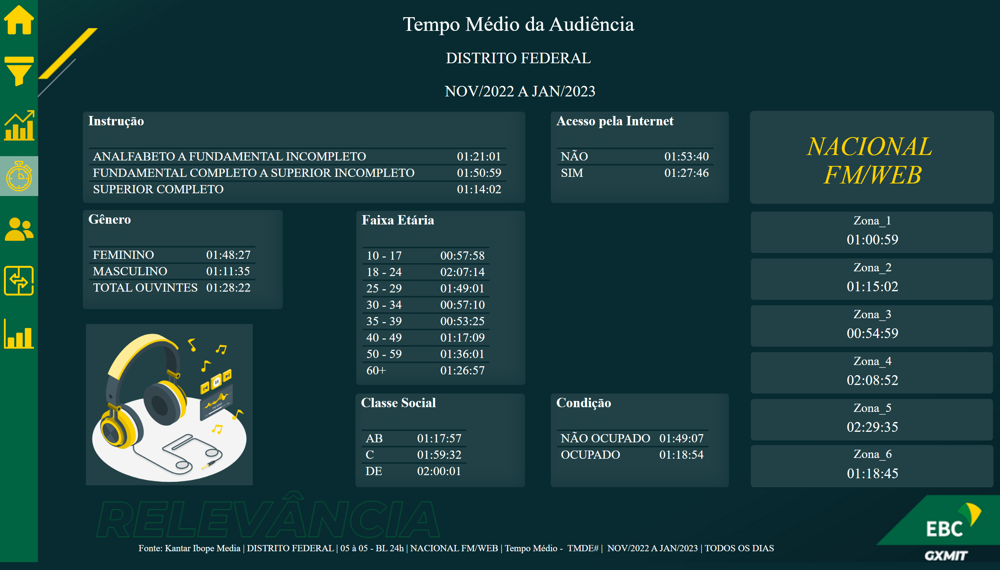 Tempo Médio da Audiência
DISTRITO FEDERAL
NOV/2022 A JAN/2023
Instrução
ANALFABETO A FUNDAMENTAL INCOMPLETO 01:21:01
FUNDAMENTAL COMPLETO A SUPERIOR INCOMPLETO 01:50:59
SUPERIOR COMPLETO 01:14:02
Acesso pela Internet
NÃO 01:53:40
SIM 01:27:46
NACIONAL
FM/WEB
Gênero
FEMININO 01:48:27
MASCULINO 01:11:35
TOTAL OUVINTES 01:28:22
Faixa Etária
10 - 17 00:57:58
18 - 24 02:07:14
25 - 29 01:49:01
30 - 34 00:57:10
35 - 39 00:53:25
40 - 49 01:17:09
50 - 59 01:36:01
60+ 01:26:57
Classe Social
AB 01:17:57
C 01:59:32
DE 02:00:01
Condição
NÃO OCUPADO 01:49:07
OCUPADO 01:18:54
Zona_1
01:00:59
Zona_2
01:15:02
Zona_3
00:54:59
Zona_4
02:08:52
Zona_5
02:29:35
Zona_6
01:18:45
RELEVÂNCIA
Fonte: Kantar Ibope Media | DISTRITO FEDERAL | 05 à 05 - BL 24h | NACIONAL FM/WEB | Tempo Médio - TMDE# | NOV/2022 A JAN/2023 | TODOS OS DIAS
EBC
GXMIT